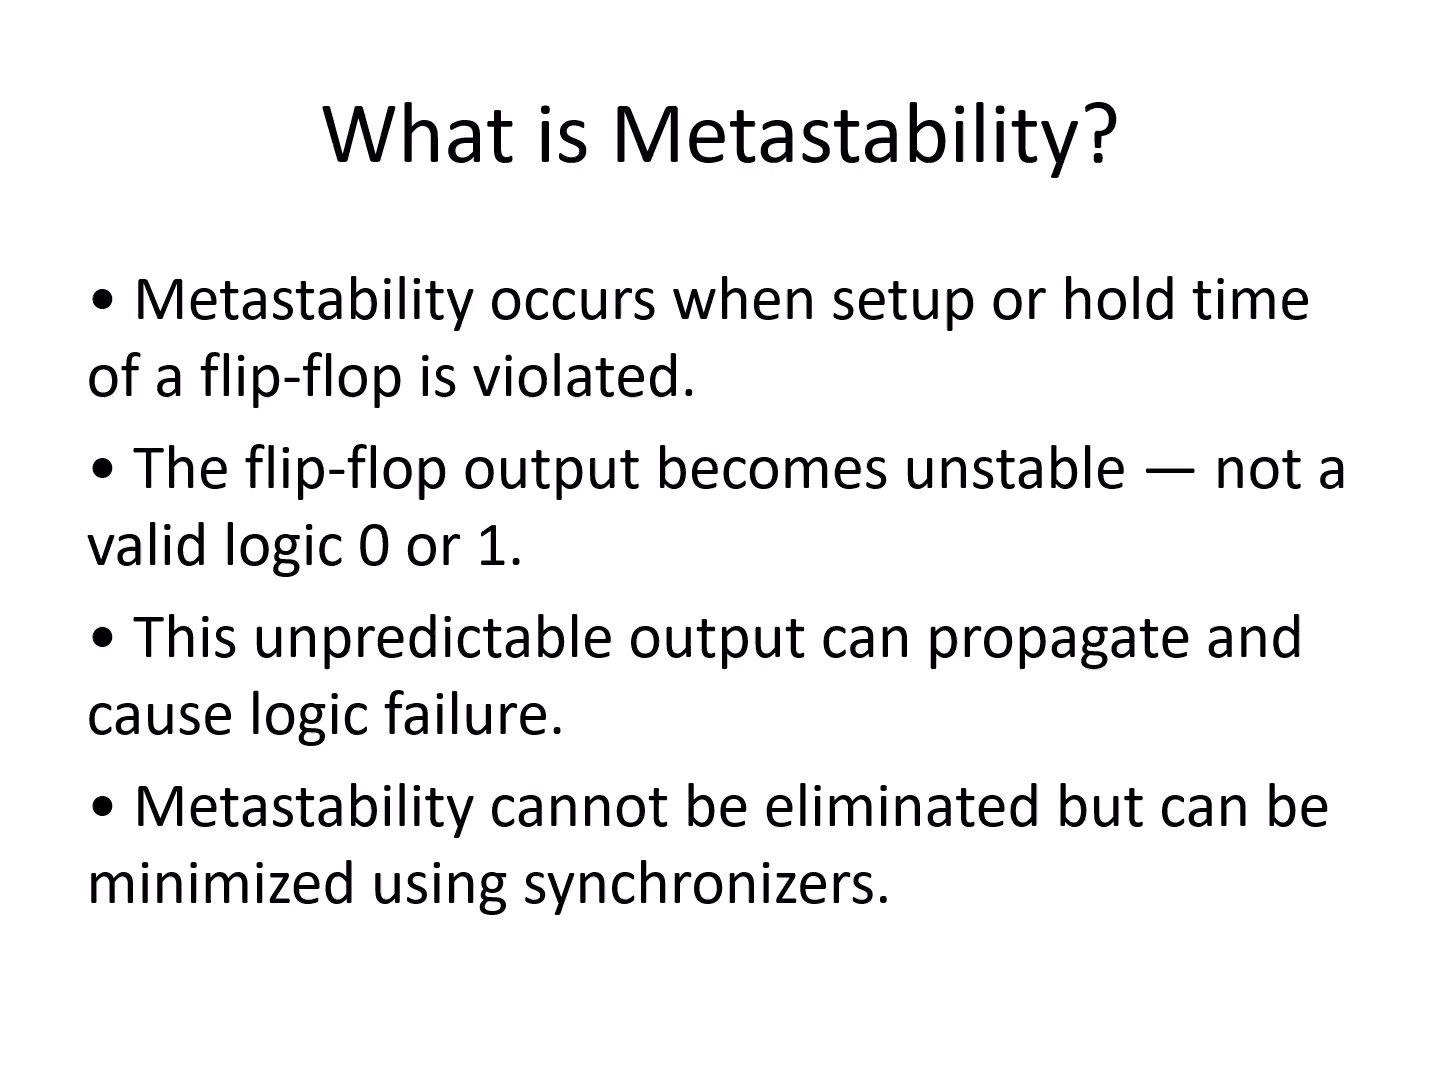 What is Metastability?
• Metastability occurs when setup or hold time
of a flip-flop is violated.
• The flip-flop output becomes unstable — not a
valid logic 0 or 1.
• This unpredictable output can propagate and
cause logic failure.
• Metastability cannot be eliminated but can be
minimized using synchronizers.